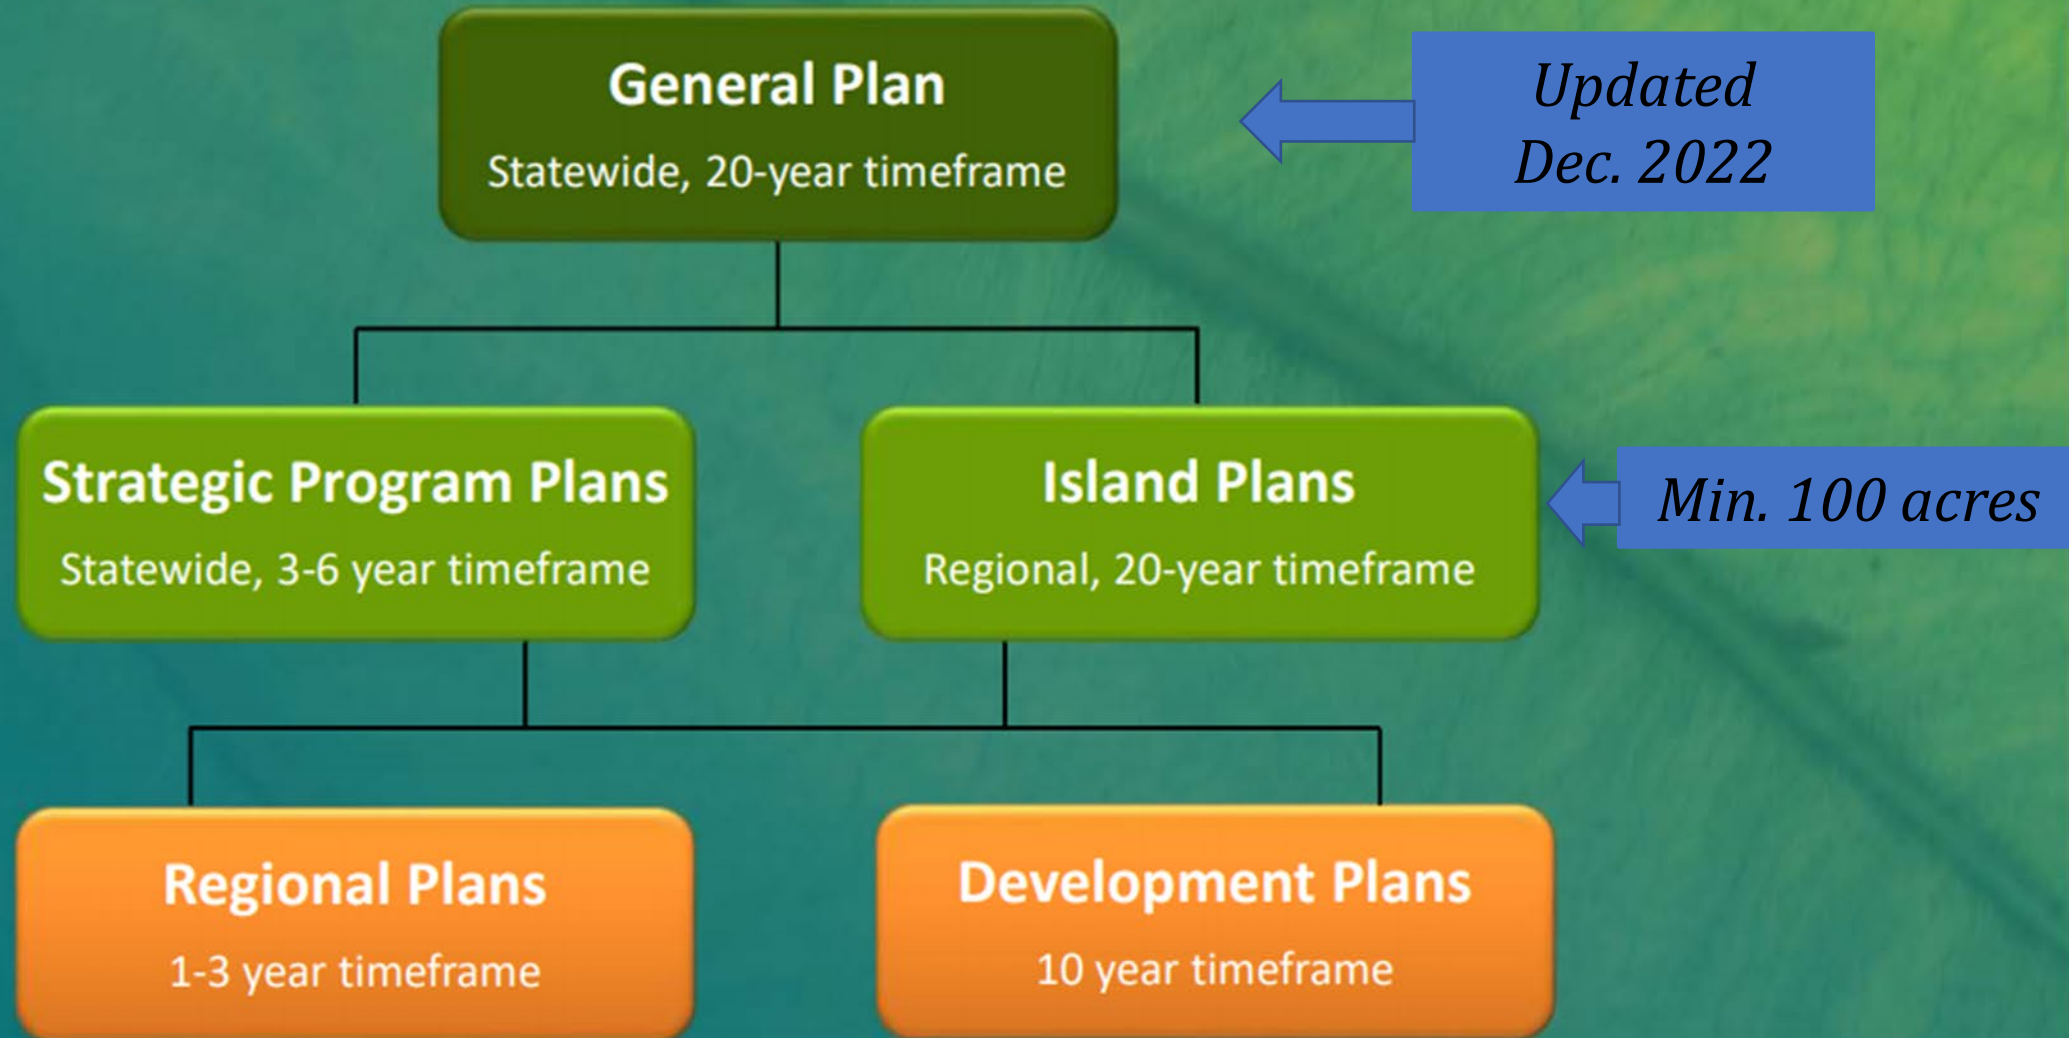 General Plan
Statewide, 20-year timeframe
Updated
Dec. 2022
Strategic Program Plans
Statewide, 3-6 year timeframe
Island Plans
Regional, 20-year timeframe
Min. 100 acres
Regional Plans
1-3 year timeframe
Development Plans
10 year timeframe